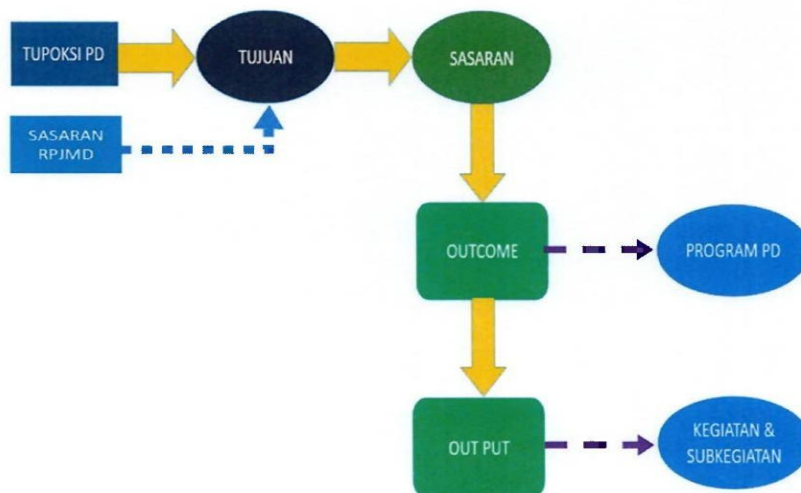 TUPOKSI PD
TUJUAN
SASARAN
SASARAN
RPJMD
OUTCOME
PROGRAM PD
OUT PUT
KEGIATAN &
SUBKEGIATAN